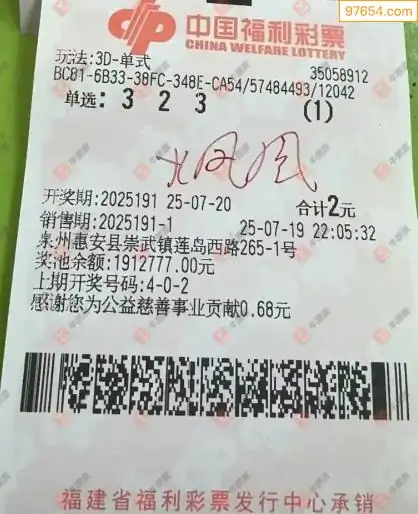 97654.com
中国福利彩票
CHINA WELFARE LOTTERY
玩法:3D-单式
35058912
BC81-6B33-38FC-348E-CA54/57484493/12042
单选: 3 2 3 (1)
开奖期:2025191 25-07-20 合计2元
销售期:2025191-1 25-07-19 22:05:32
泉州惠安县崇武镇莲岛西路265-1号
奖池余额:1912777.00元
上期开奖号码:4-0-2
感谢您为公益慈善事业贡献0.68元
福建省福利彩票发行中心承销